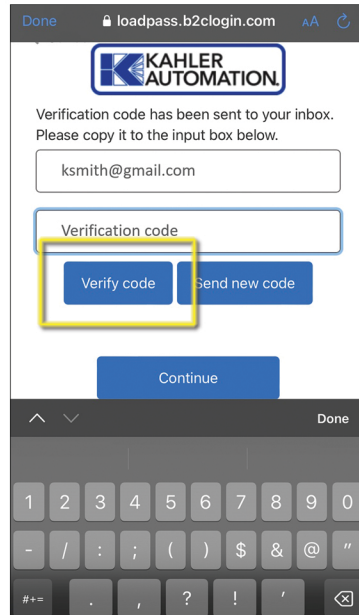 Done loadpass.b2clogin.com AA
KAHLER
AUTOMATION.
Verification code has been sent to your inbox.
Please copy it to the input box below.
ksmith@gmail.com
Verification code
Verify code Send new code
Continue
Done
1 2 3 4 5 6 7 8 9 0
- / : ; ( ) $ & @ "
#+= . , ? ! '